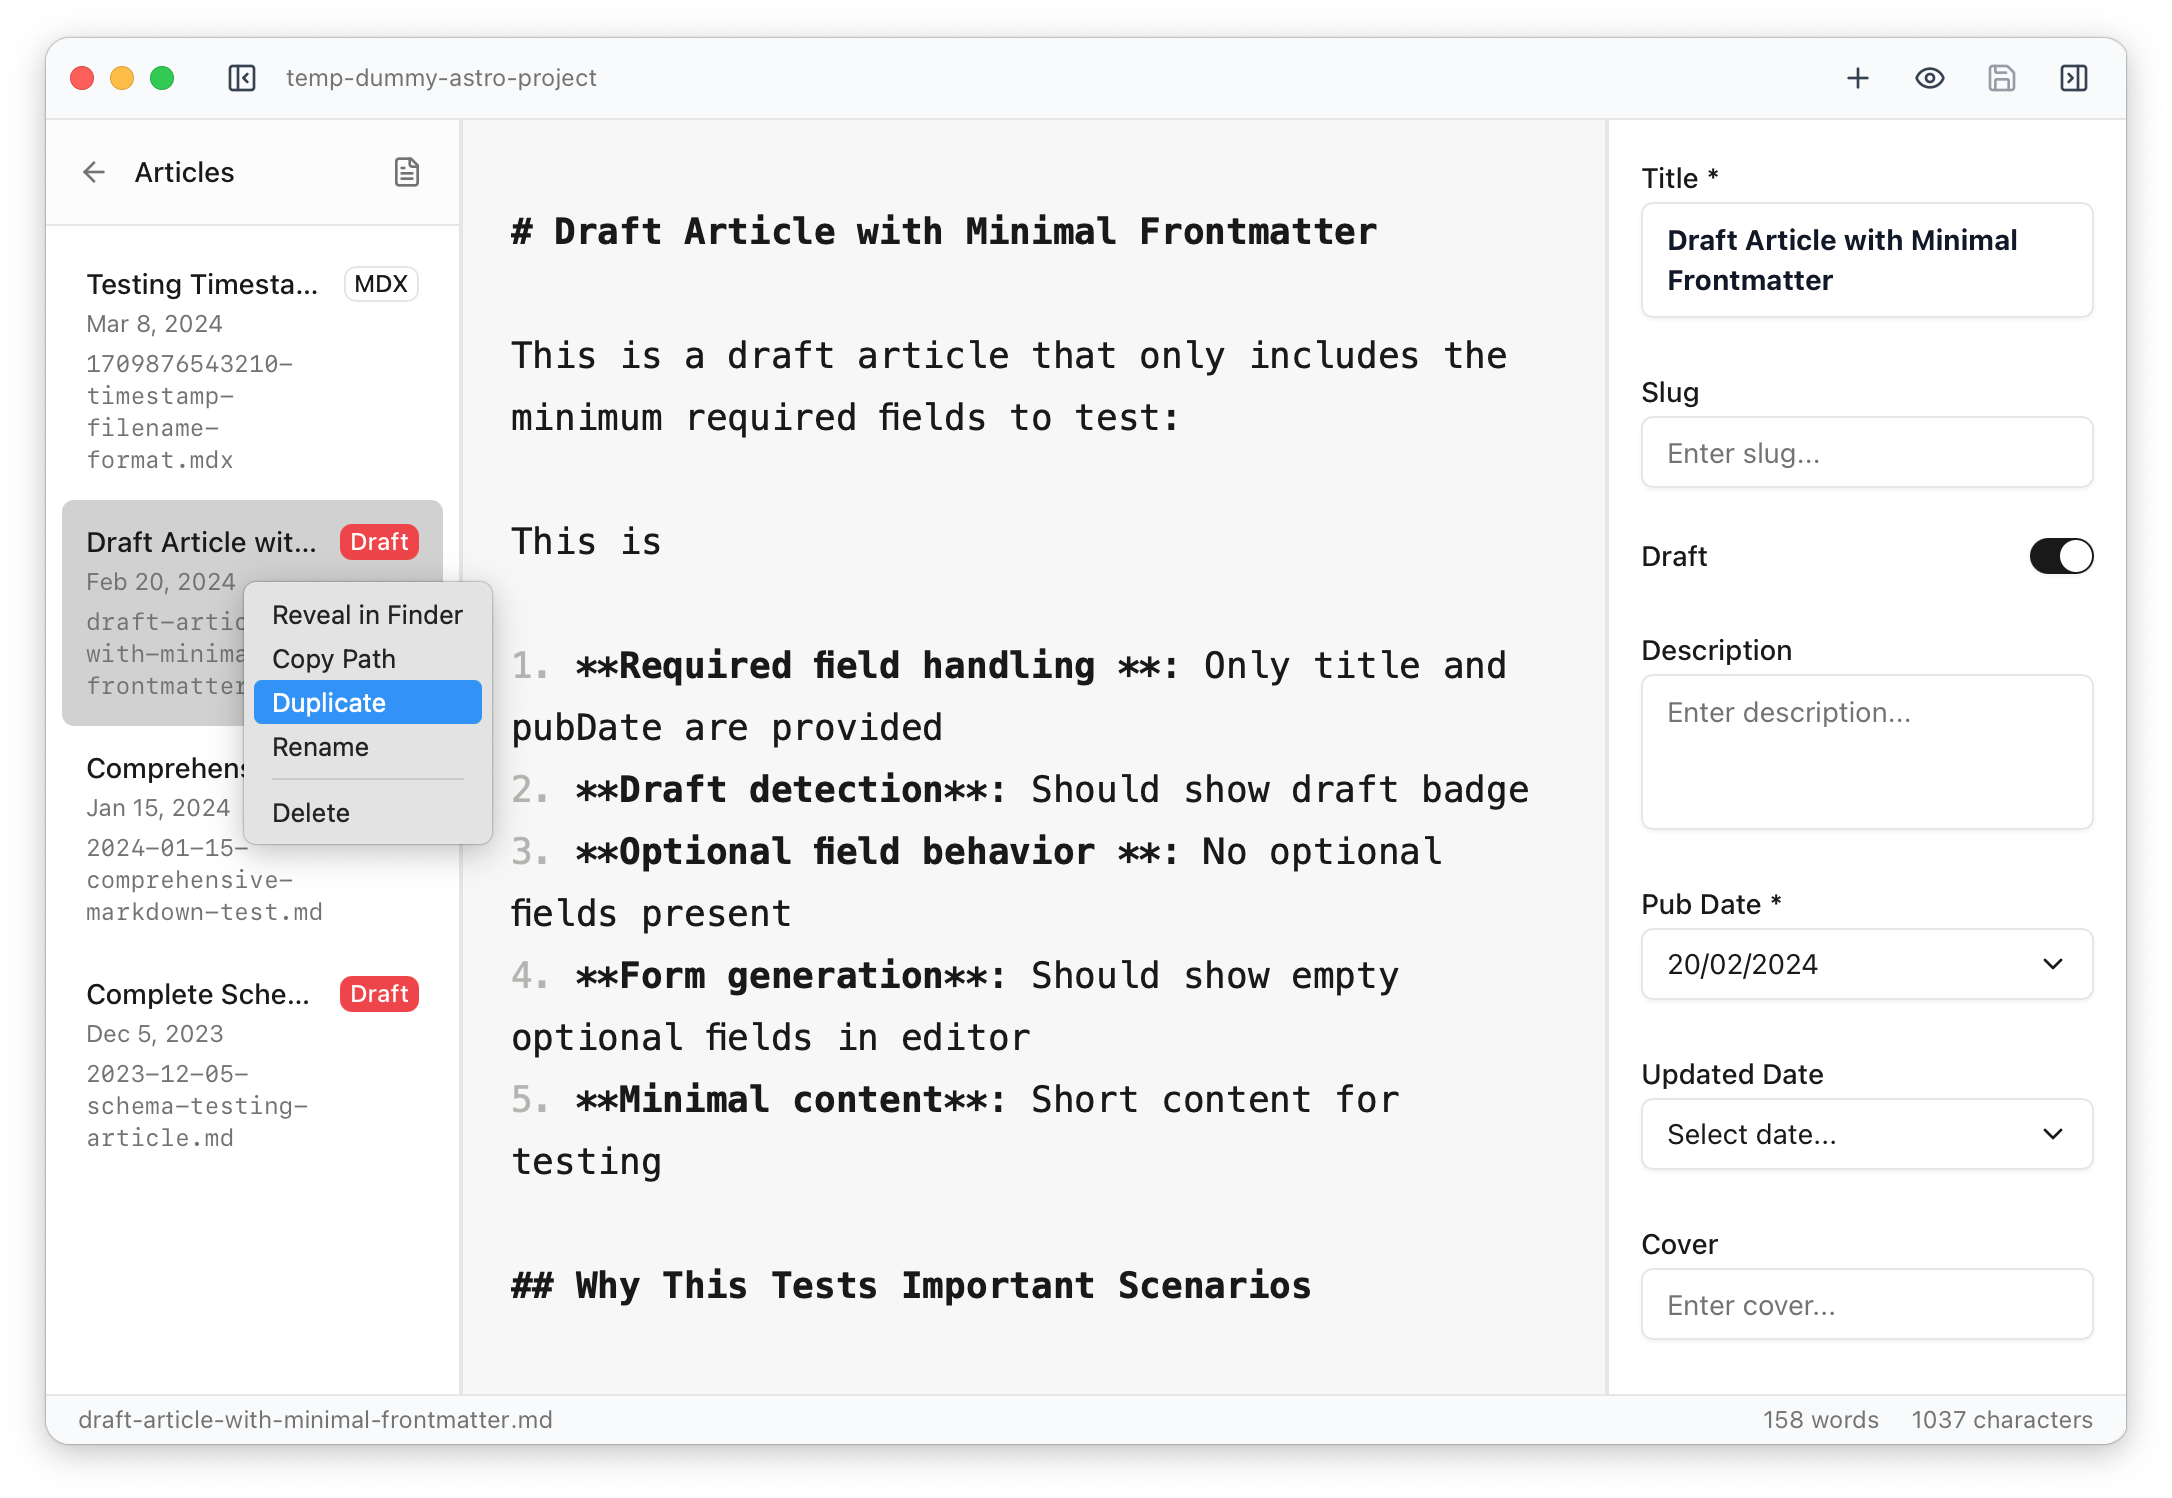 temp-dummy-astro-project
Articles
Testing Timesta...
MDX
Mar 8, 2024
1709876543210-
timestamp-
filename-
format.mdx
Draft Article wit...
Draft
Feb 20, 2024
draft-artic
with-minima
frontmatter
Reveal in Finder
Copy Path
Duplicate
Rename
Delete
Comprehens
Jan 15, 2024
2024-01-15-
comprehensive-
markdown-test.md
Complete Sche...
Draft
Dec 5, 2023
2023-12-05-
schema-testing-
article.md
# Draft Article with Minimal Frontmatter
This is a draft article that only includes the
minimum required fields to test:
This is
1. **Required field handling **: Only title and
pubDate are provided
2. **Draft detection**: Should show draft badge
3. **Optional field behavior **: No optional
fields present
4. **Form generation**: Should show empty
optional fields in editor
5. **Minimal content**: Short content for
testing
## Why This Tests Important Scenarios
Title *
Draft Article with Minimal
Frontmatter
Slug
Enter slug...
Draft
Description
Enter description...
Pub Date *
20/02/2024
Updated Date
Select date...
Cover
Enter cover...
draft-article-with-minimal-frontmatter.md
158 words
1037 characters